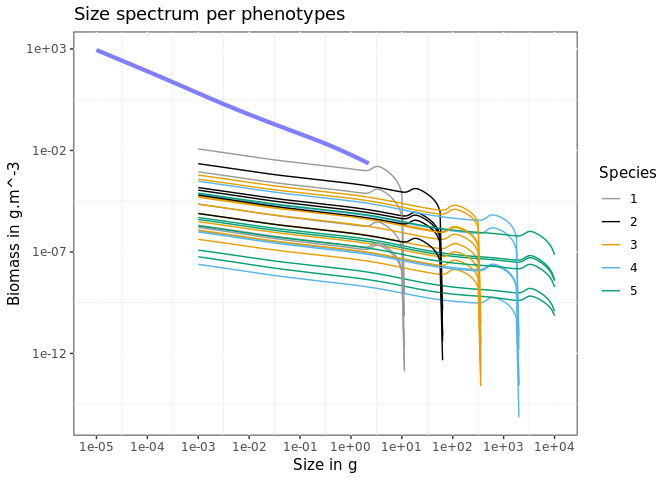 Size spectrum per phenotypes
Biomass in g.m^-3
1e+03
1e-02
1e-07
1e-12
1e-05 1e-04 1e-03 1e-02 1e-01 1e+00 1e+01 1e+02 1e+03 1e+04
Size in g
Species
1
2
3
4
5